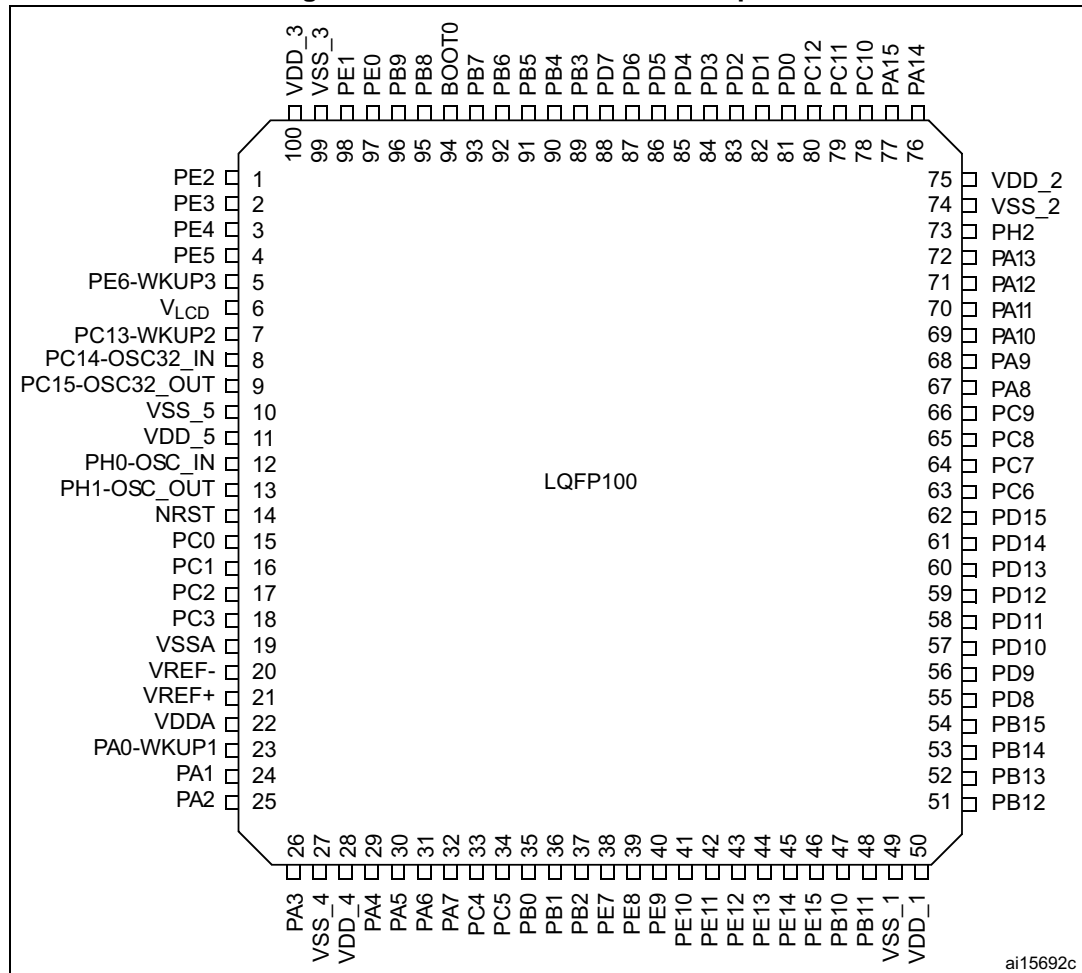 VDD_3
VSS_3
PE1
PE0
PB9
PB8
BOOT0
PB7
PB6
PB5
PB4
PB3
PD7
PD6
PD5
PD4
PD3
PD2
PD1
PD0
PC12
PC11
PC10
PA15
PA14
100 99 98 97 96 95 94 93 92 91 90 89 88 87 86 85 84 83 82 81 80 79 78 77 76
PE2 1
PE3 2
PE4 3
PE5 4
PE6-WKUP3 5
VLCD 6
PC13-WKUP2 7
PC14-OSC32_IN 8
PC15-OSC32_OUT 9
VSS_5 10
VDD_5 11
PH0-OSC_IN 12
PH1-OSC_OUT 13
NRST 14
PC0 15
PC1 16
PC2 17
PC3 18
VSSA 19
VREF- 20
VREF+ 21
VDDA 22
PA0-WKUP1 23
PA1 24
PA2 25
LQFP100
75 VDD_2
74 VSS_2
73 PH2
72 PA13
71 PA12
70 PA11
69 PA10
68 PA9
67 PA8
66 PC9
65 PC8
64 PC7
63 PC6
62 PD15
61 PD14
60 PD13
59 PD12
58 PD11
57 PD10
56 PD9
55 PD8
54 PB15
53 PB14
52 PB13
51 PB12
26 27 28 29 30 31 32 33 34 35 36 37 38 39 40 41 42 43 44 45 46 47 48 49 50
PA3
VSS_4
VDD_4
PA4
PA5
PA6
PA7
PC4
PC5
PB0
PB1
PB2
PE7
PE8
PE9
PE10
PE11
PE12
PE13
PE14
PE15
PB10
PB11
VSS_1
VDD_1
ai15692c